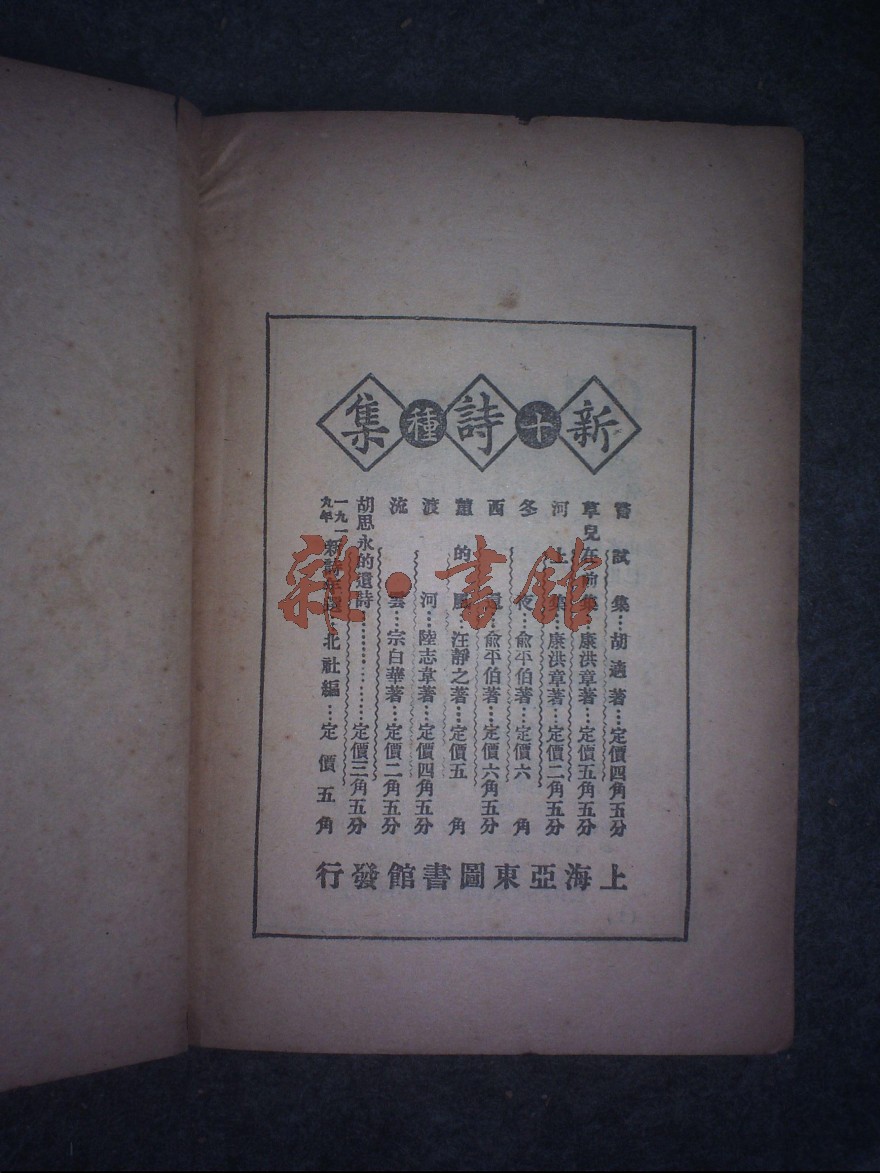 新十詩種集
嘗試集…胡適著…定價四角五分
草兒在前集…康洪章著…定價五角五分
河上集…康洪章著…定價二角五分
冬夜…俞平伯著…定價六角
西還…俞平伯著…定價六角五分
蕙的風…汪靜之著…定價五角
渡河…陸志韋著…定價四角五分
流雲…宗白華著…定價二角五分
胡思永的遺詩………………定價三角五分
一九一九年新詩年選…北社編…定價五角
上海亞東圖書館發行
雜·書館